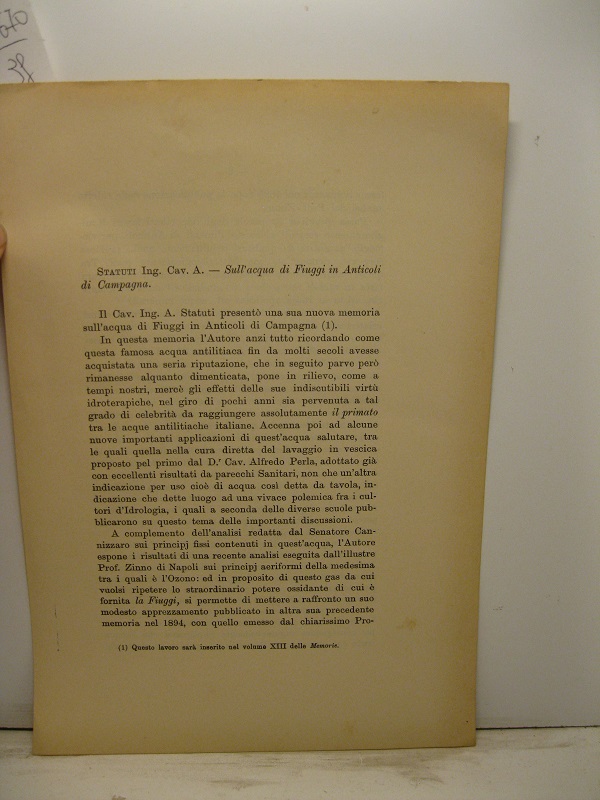 670
38
STATUTI Ing. Cav. A. — Sull'acqua di Fiuggi in Anticoli
di Campagna.
Il Cav. Ing. A. Statuti presentò una sua nuova memoria
sull'acqua di Fiuggi in Anticoli di Campagna (1).
In questa memoria l'Autore anzi tutto ricordando come
questa famosa acqua antilitiaca fin da molti secoli avesse
acquistata una seria riputazione, che in seguito parve però
rimanesse alquanto dimenticata, pone in rilievo, come a
tempi nostri, mercè gli effetti delle sue indiscutibili virtù
idroterapiche, nel giro di pochi anni sia pervenuta a tal
grado di celebrità da raggiungere assolutamente il primato
tra le acque antilitiache italiane. Accenna poi ad alcune
nuove importanti applicazioni di quest'acqua salutare, tra
le quali quella nella cura diretta del lavaggio in vescica
proposto pel primo dal D.r Cav. Alfredo Perla, adottato già
con eccellenti risultati da parecchi Sanitari, non che un'altra
indicazione per uso cioè di acqua così detta da tavola, in-
dicazione che dette luogo ad una vivace polemica fra i cul-
tori d'Idrologia, i quali a seconda delle diverse scuole pu-
blicarono su questo tema delle importanti discussioni.
A complemento dell'analisi redatta dal Senatore Can-
nizzaro sui principj fissi contenuti in quest'acqua, l'Autore
espone i risultati di una recente analisi eseguita dall'illustre
Prof. Zinno di Napoli sui principj aeriformi della medesima
tra i quali è l'Ozono: ed in proposito di questo gas da cui
vuolsi ripetere lo straordinario potere ossidante di cui è
fornita la Fiuggi, si permette di mettere a raffronto un suo
modesto apprezzamento pubblicato in altra sua precedente
memoria nel 1894, con quello emesso dal chiarissimo Pro-
(1) Questo lavoro sarà inserito nel volume XIII delle Memorie.